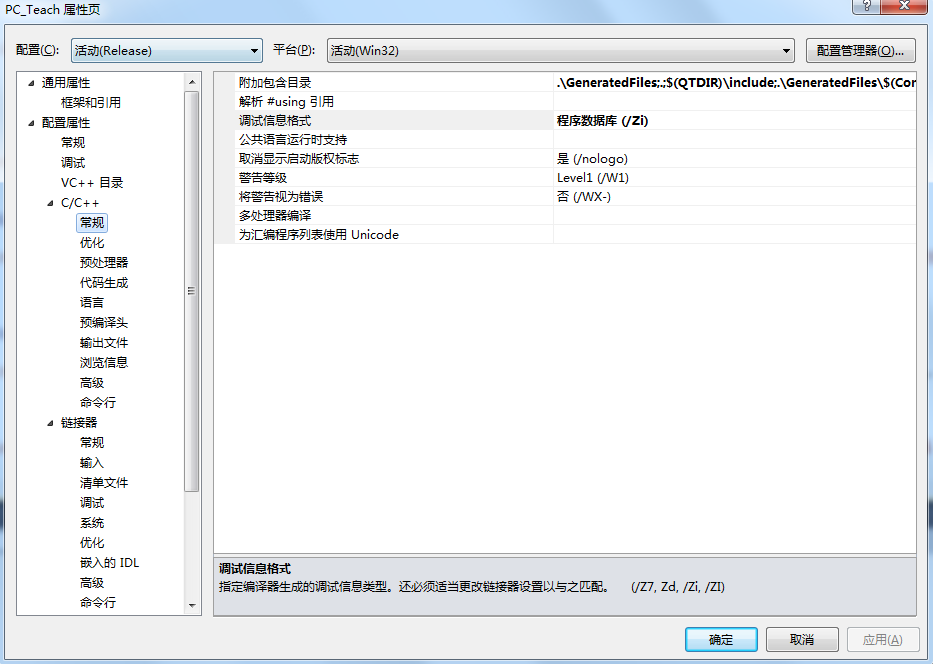 PC_Teach 属性页
配置(C): 活动(Release) 平台(P): 活动(Win32) 配置管理器(O)...
通用属性
框架和引用
配置属性
常规
调试
VC++ 目录
C/C++
常规
优化
预处理器
代码生成
语言
预编译头
输出文件
浏览信息
高级
命令行
链接器
常规
输入
清单文件
调试
系统
优化
嵌入的 IDL
高级
命令行
附加包含目录 .\GeneratedFiles;.;$(QTDIR)\include;.\GeneratedFiles\$(Con
解析 #using 引用
调试信息格式 程序数据库 (/Zi)
公共语言运行时支持
取消显示启动版权标志 是 (/nologo)
警告等级 Level1 (/W1)
将警告视为错误 否 (/WX-)
多处理器编译
为汇编程序列表使用 Unicode
调试信息格式
指定编译器生成的调试信息类型。还必须适当更改链接器设置以与之匹配。 (/Z7, Zd, /Zi, /ZI)
确定 取消 应用(A)